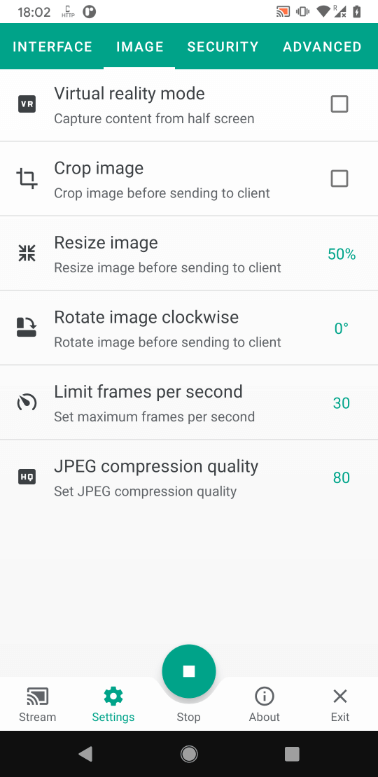 18:02 C HTTP R
INTERFACE IMAGE SECURITY ADVANCED
VR Virtual reality mode
Capture content from half screen
Crop image
Crop image before sending to client
Resize image 50%
Resize image before sending to client
Rotate image clockwise 0°
Rotate image before sending to client
Limit frames per second 30
Set maximum frames per second
HQ JPEG compression quality 80
Set JPEG compression quality
Stream Settings Stop About Exit